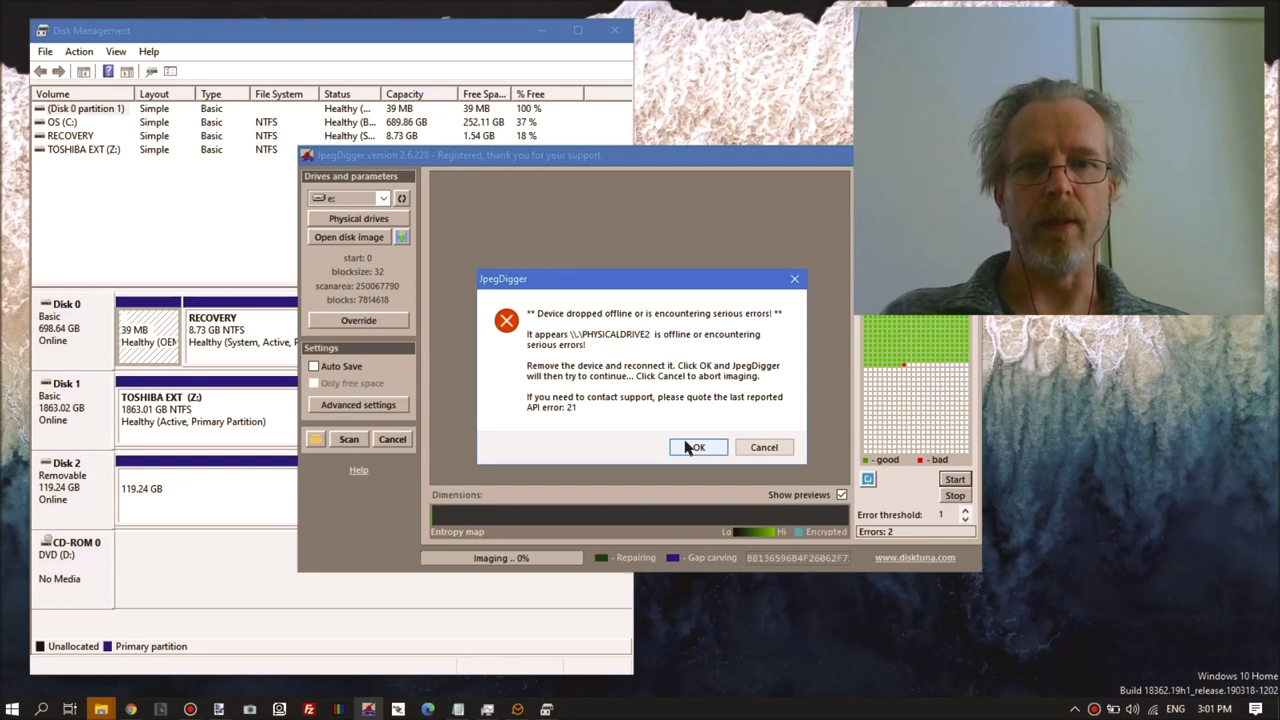 Disk Management
File Action View Help
Volume Layout Type File System Status Capacity Free Spa... % Free
(Disk 0 partition 1) Simple Basic Healthy (... 39 MB 39 MB 100 %
OS (C:) Simple Basic NTFS Healthy (B... 689.86 GB 252.11 GB 37 %
RECOVERY Simple Basic NTFS Healthy (S... 8.73 GB 1.54 GB 18 %
TOSHIBA EXT (Z:) Simple Basic NTFS
Disk 0
Basic
698.64 GB
Online
39 MB
Healthy (OEM
RECOVERY
8.73 GB NTFS
Healthy (System, Active, P
Disk 1
Basic
1863.02 GB
Online
TOSHIBA EXT (Z:)
1863.01 GB NTFS
Healthy (Active, Primary Partition)
Disk 2
Removable
119.24 GB
Online
119.24 GB
CD-ROM 0
DVD (D:)
No Media
Unallocated Primary partition
JpegDigger version 2.6.228 - Registered, thank you for your support.
Drives and parameters
e:
Physical drives
Open disk image
start: 0
blocksize: 32
scanarea: 250067790
blocks: 7814618
Override
Settings
Auto Save
Only free space
Advanced settings
Scan Cancel
Help
JpegDigger
** Device dropped offline or is encountering serious errors! **
It appears \\.\PHYSICALDRIVE2 is offline or encountering
serious errors!
Remove the device and reconnect it. Click OK and JpegDigger
will then try to continue... Click Cancel to abort imaging.
If you need to contact support, please quote the last reported
API error: 21
OK Cancel
Dimensions: Show previews
Entropy map Lo Hi Encrypted
Imaging .. 0% - Repairing - Gap carving B8136596B4F26062F7
- good - bad
Start
Stop
Error threshold: 1
Errors: 2
www.disktuna.com
Windows 10 Home
Build 18362.19h1_release.190318-1202
3:01 PM